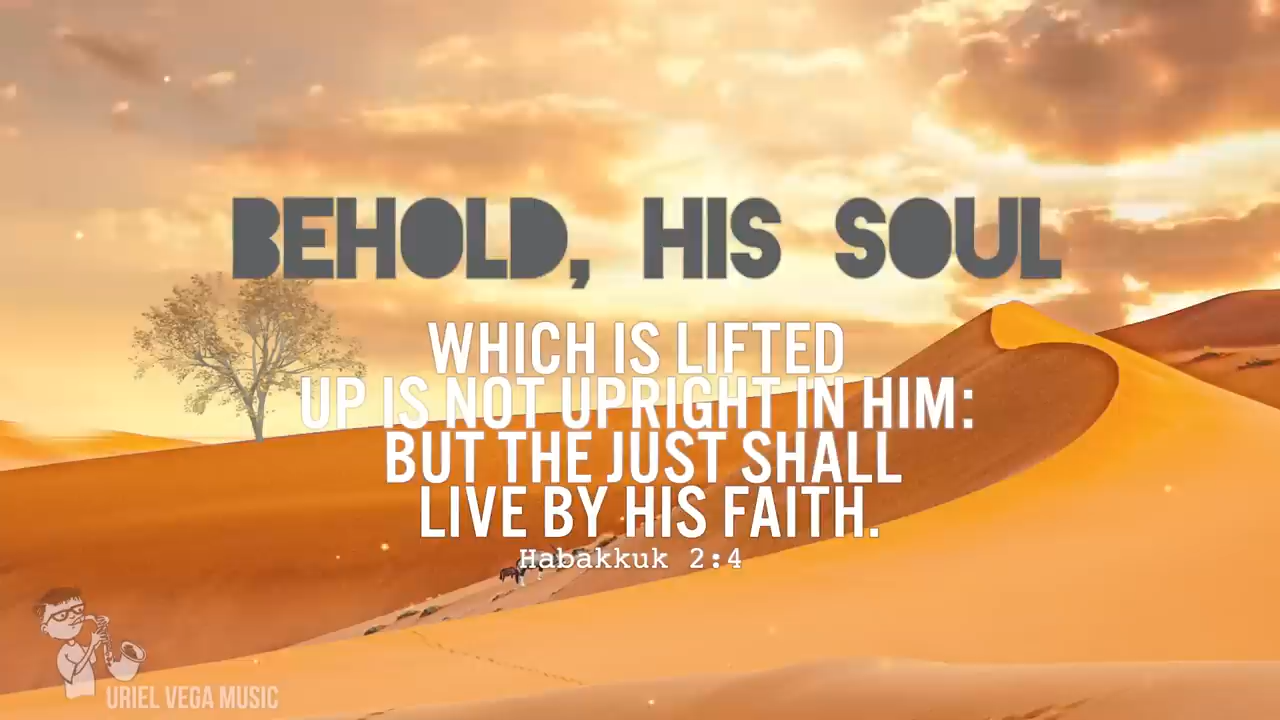 BEHOLD, HIS SOUL
WHICH IS LIFTED
UP IS NOT UPRIGHT IN HIM:
BUT THE JUST SHALL
LIVE BY HIS FAITH.
Habakkuk 2:4
URIEL VEGA MUSIC